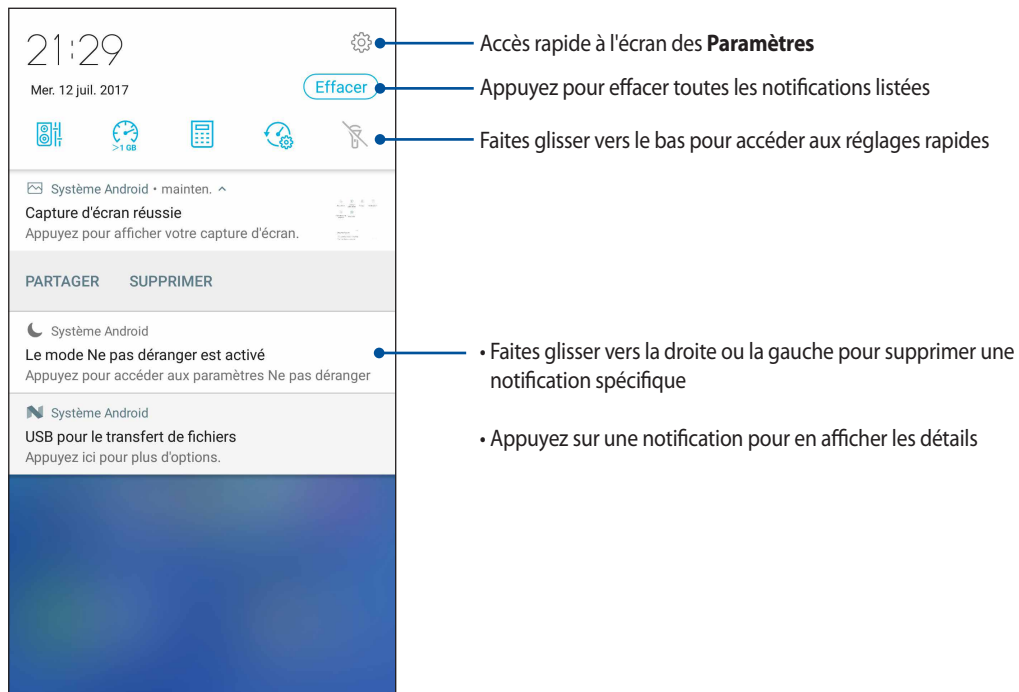 21:29
Accès rapide à l'écran des Paramètres
Mer. 12 juil. 2017
Effacer
Appuyez pour effacer toutes les notifications listées
>1 GB
Faites glisser vers le bas pour accéder aux réglages rapides
Système Android • mainten.
Capture d'écran réussie
Appuyez pour afficher votre capture d'écran.
PARTAGER SUPPRIMER
Système Android
Le mode Ne pas déranger est activé
Appuyez pour accéder aux paramètres Ne pas déranger
• Faites glisser vers la droite ou la gauche pour supprimer une
notification spécifique
Système Android
USB pour le transfert de fichiers
Appuyez ici pour plus d'options.
• Appuyez sur une notification pour en afficher les détails